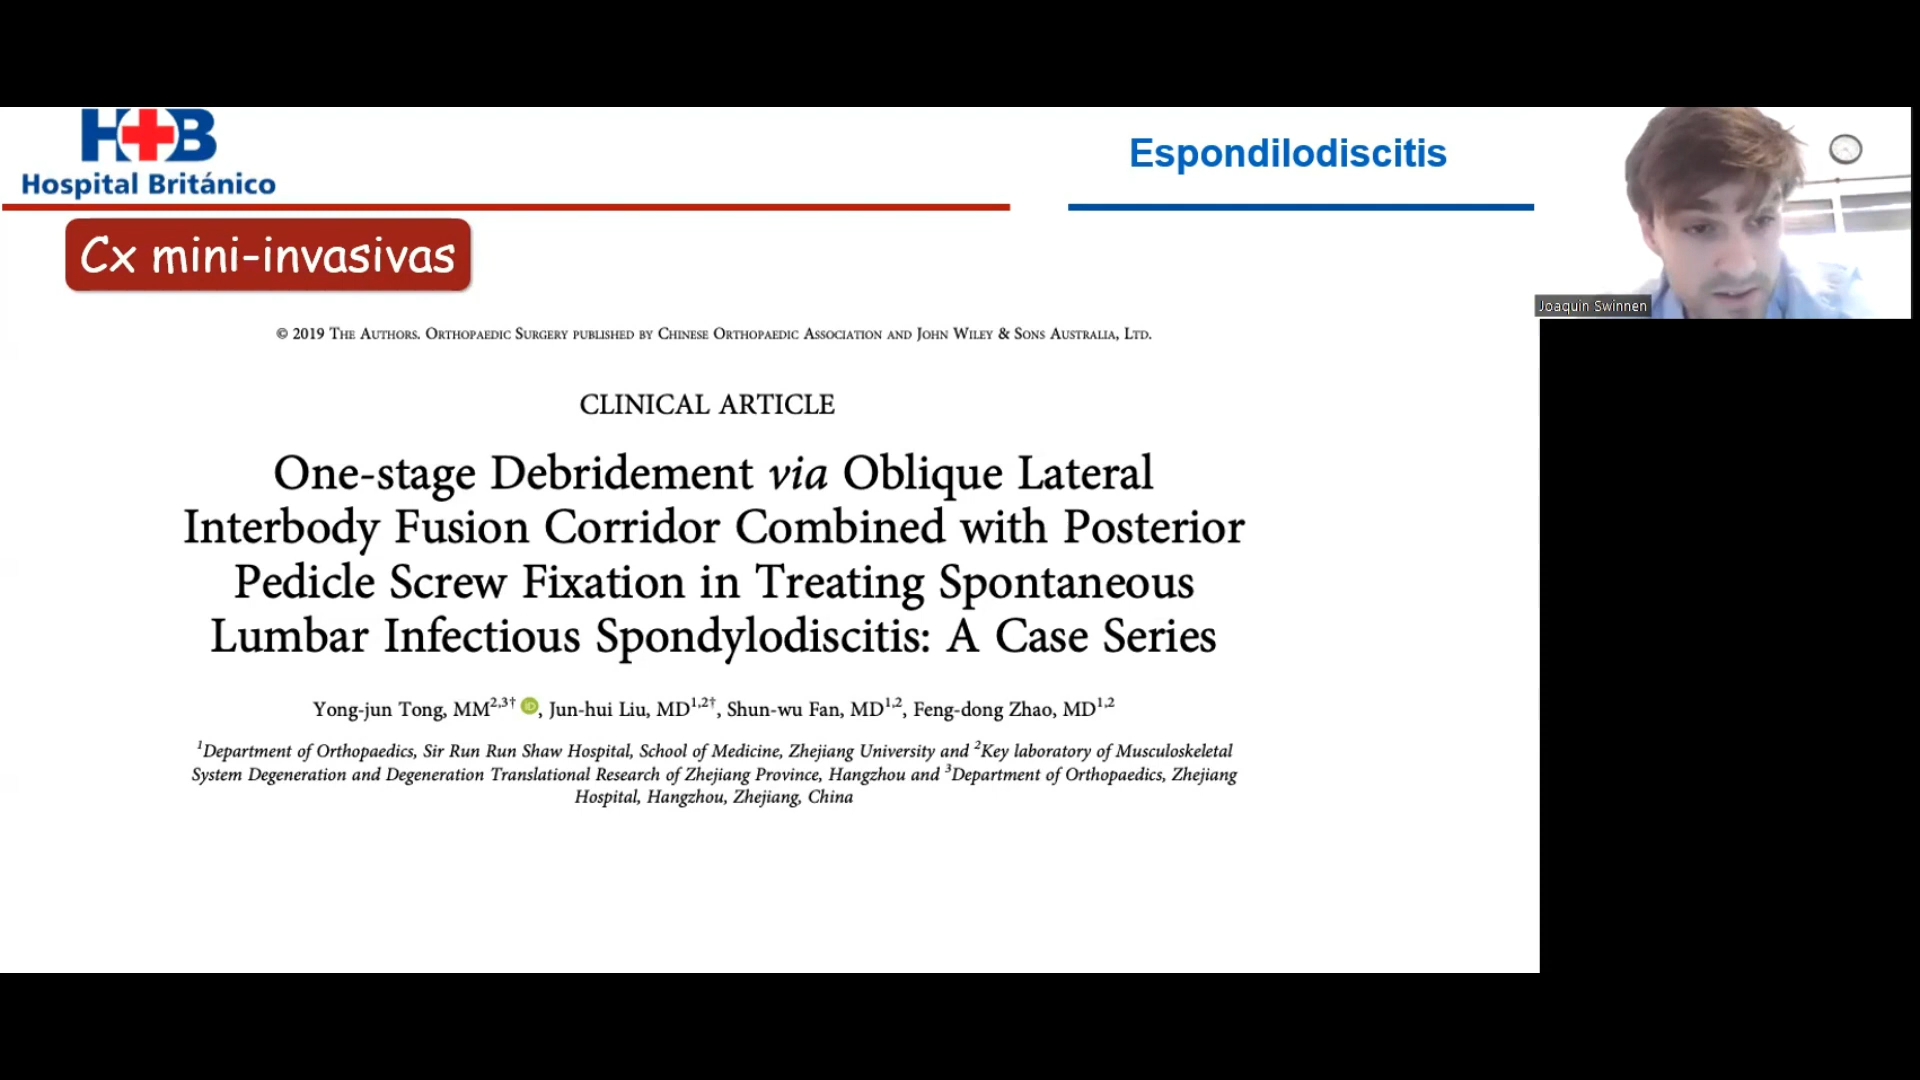 H+B
Hospital Británico
Espondilodiscitis
Cx mini-invasivas
Joaquin Swinnen
© 2019 The Authors. Orthopaedic Surgery published by Chinese Orthopaedic Association and John Wiley & Sons Australia, Ltd.
CLINICAL ARTICLE
One-stage Debridement via Oblique Lateral
Interbody Fusion Corridor Combined with Posterior
Pedicle Screw Fixation in Treating Spontaneous
Lumbar Infectious Spondylodiscitis: A Case Series
Yong-jun Tong, MM2,3† iD, Jun-hui Liu, MD1,2†, Shun-wu Fan, MD1,2, Feng-dong Zhao, MD1,2
1Department of Orthopaedics, Sir Run Run Shaw Hospital, School of Medicine, Zhejiang University and 2Key laboratory of Musculoskeletal
System Degeneration and Degeneration Translational Research of Zhejiang Province, Hangzhou and 3Department of Orthopaedics, Zhejiang
Hospital, Hangzhou, Zhejiang, China